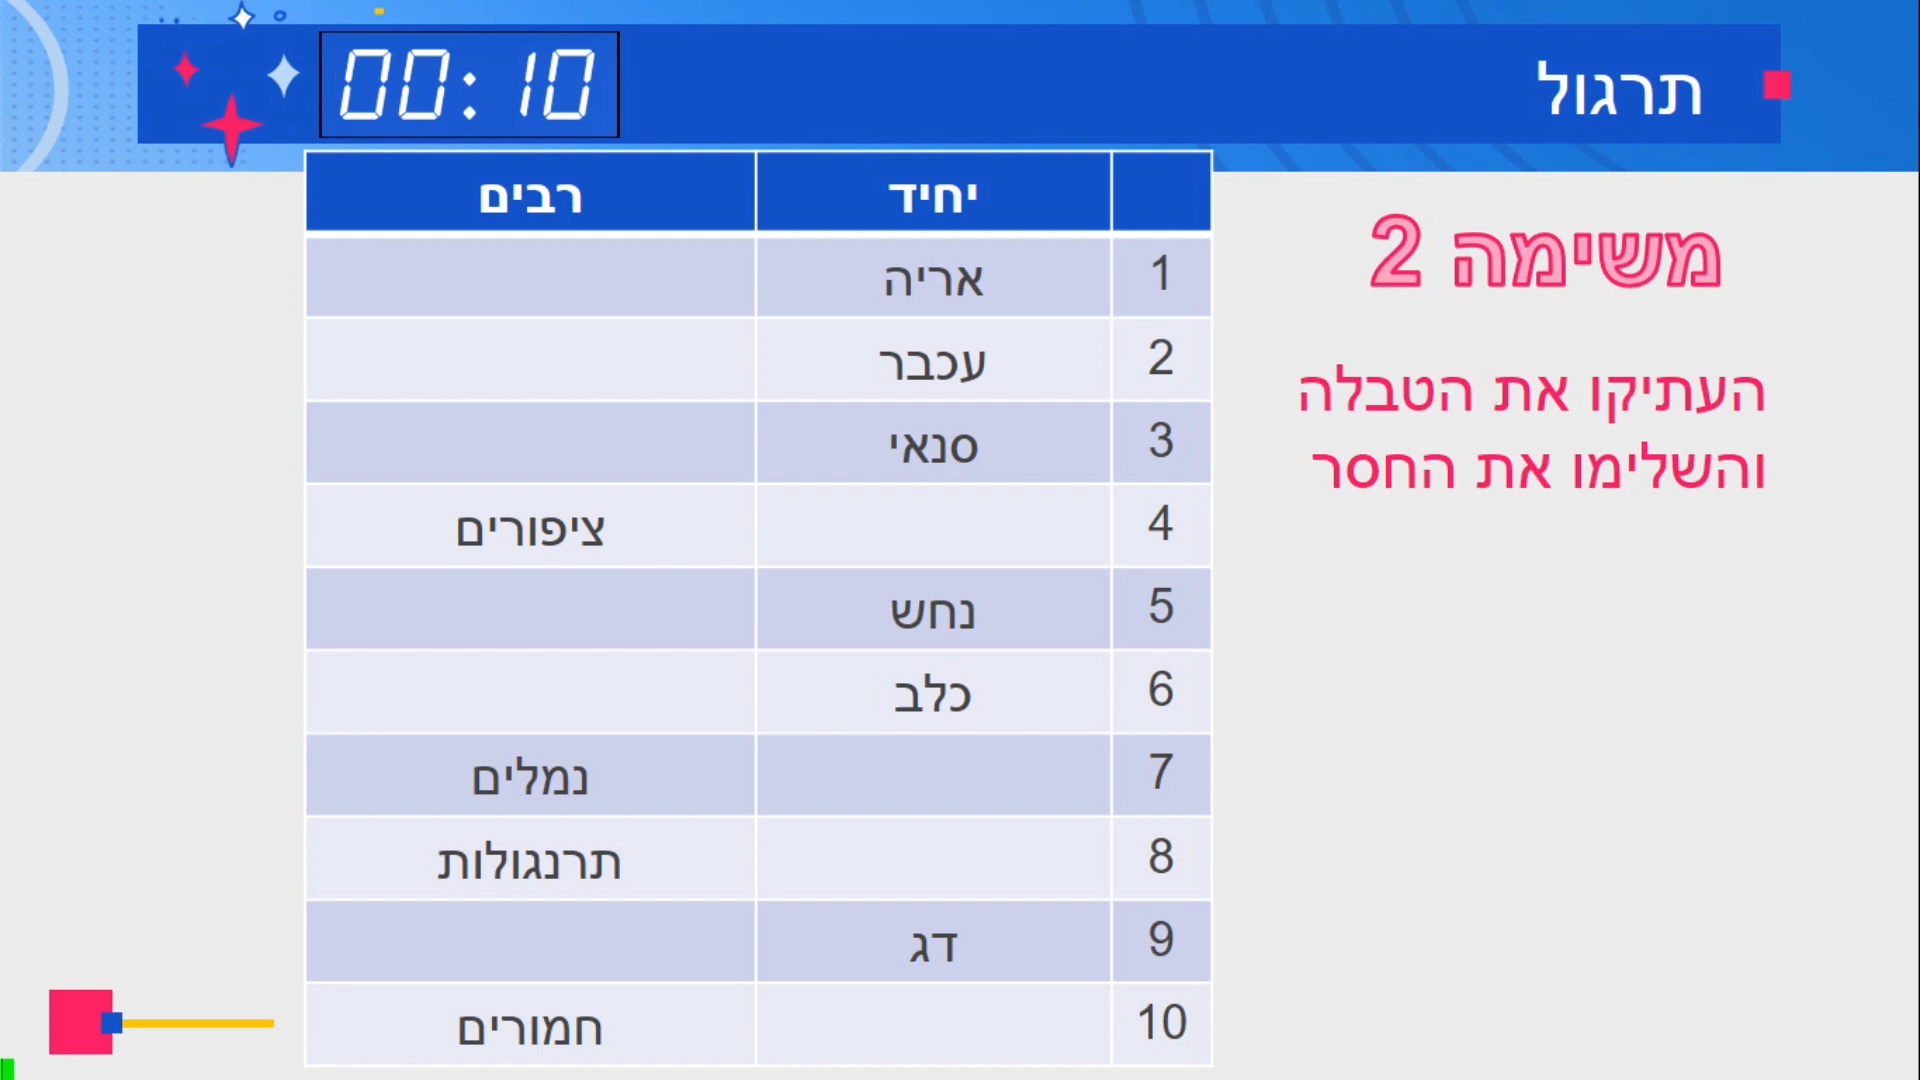 תרגול
00:10
משימה 2
העתיקו את הטבלה
והשלימו את החסר
יחיד רבים
1 אריה
2 עכבר
3 סנאי
4 ציפורים
5 נחש
6 כלב
7 נמלים
8 תרנגולות
9 דג
10 חמורים